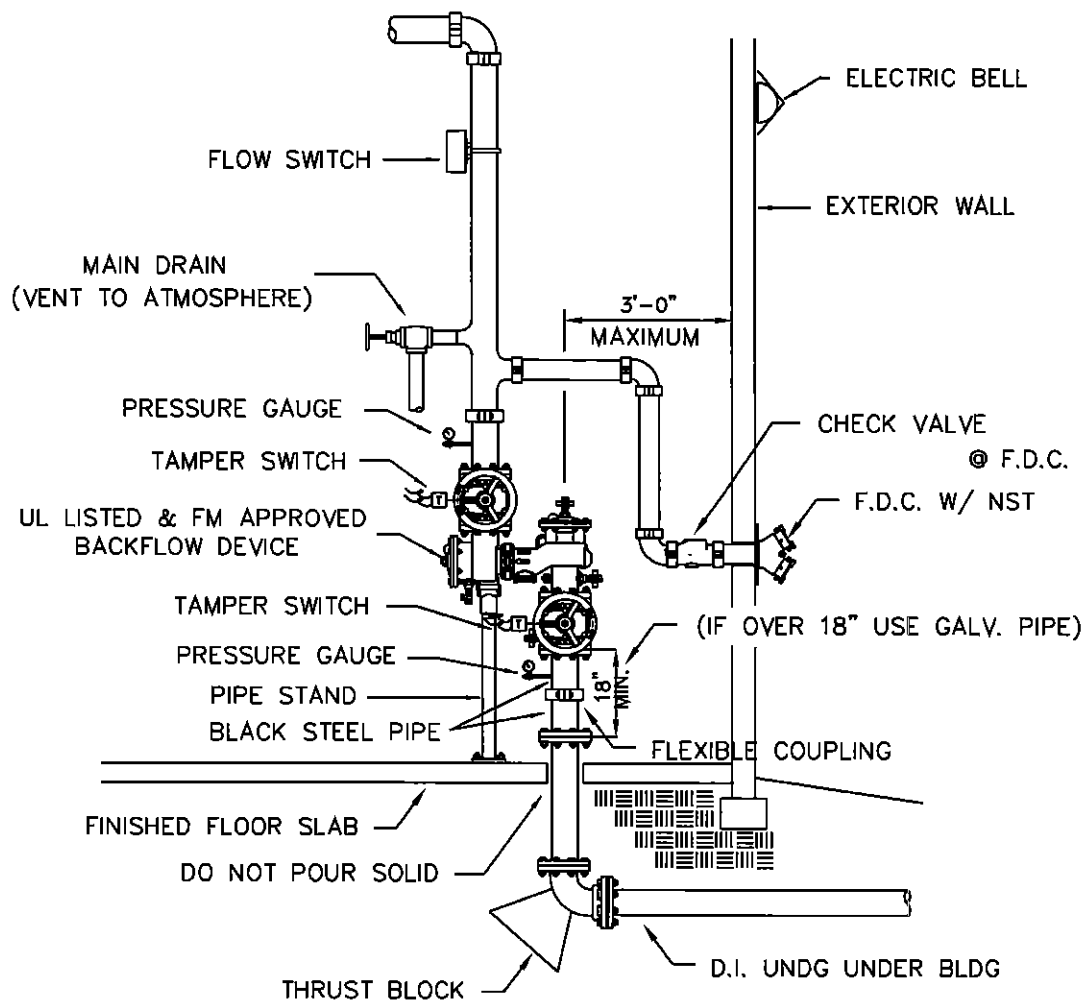 ELECTRIC BELL
FLOW SWITCH
EXTERIOR WALL
MAIN DRAIN
(VENT TO ATMOSPHERE)
3'-0"
MAXIMUM
PRESSURE GAUGE
CHECK VALVE
@ F.D.C.
TAMPER SWITCH
F.D.C. W/ NST
T
UL LISTED & FM APPROVED
BACKFLOW DEVICE
TAMPER SWITCH
T
(IF OVER 18" USE GALV. PIPE)
PRESSURE GAUGE
18"
MIN.
PIPE STAND
BLACK STEEL PIPE
FLEXIBLE COUPLING
FINISHED FLOOR SLAB
DO NOT POUR SOLID
D.I. UNDG UNDER BLDG
THRUST BLOCK